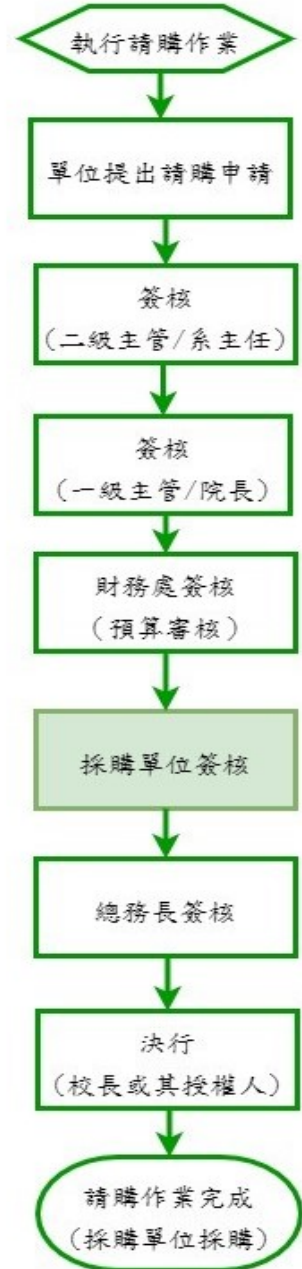 執行請購作業
單位提出請購申請
簽核
(二級主管/系主任)
簽核
(一級主管/院長)
財務處簽核
(預算審核)
採購單位簽核
總務長簽核
決行
(校長或其授權人)
請購作業完成
(採購單位採購)